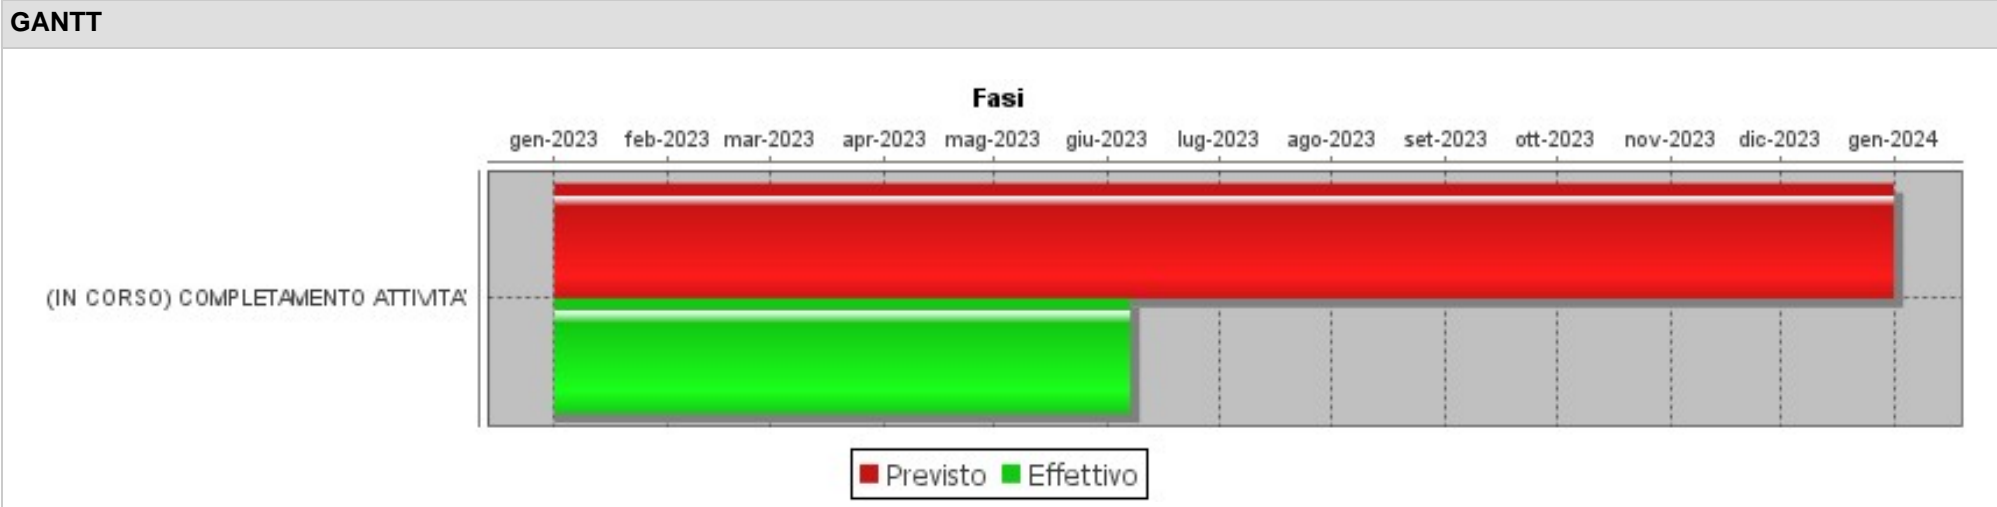 GANTT
Fasi
gen-2023 feb-2023 mar-2023 apr-2023 mag-2023 giu-2023 lug-2023 ago-2023 set-2023 ott-2023 nov-2023 dic-2023 gen-2024
(IN CORSO) COMPLETAMENTO ATTIVITA'
Previsto Effettivo